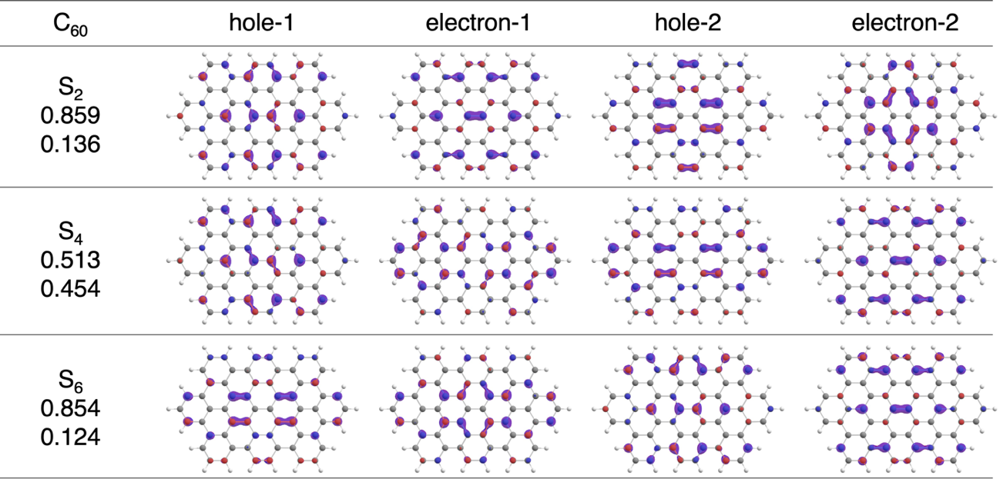 C₆₀ hole-1 electron-1 hole-2 electron-2
S₂
0.859
0.136
S₄
0.513
0.454
S₆
0.854
0.124